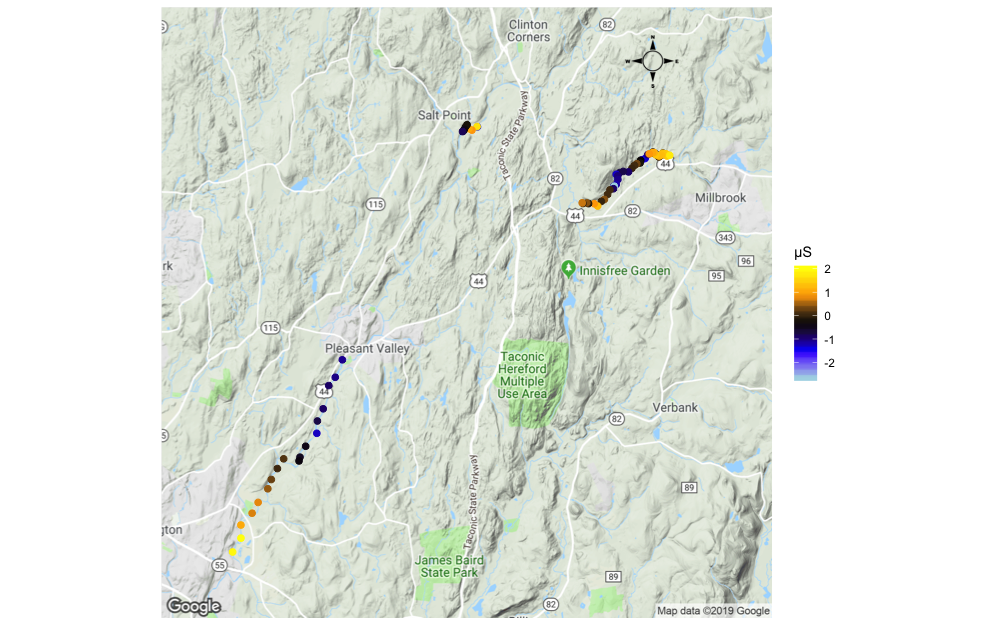 Clinton
Corners
82
N
W
E
S
Salt Point
Taconic State Parkway
44
82
Millbrook
115
82
44
343
96
rk
Innisfree Garden
95
44
µS
2
1
0
-1
-2
115
Pleasant Valley
Taconic
Hereford
Multiple
Use Area
44
Verbank
82
5
Taconic State Parkway
89
gton
55
James Baird
State Park
89
82
Google
Map data ©2019 Google